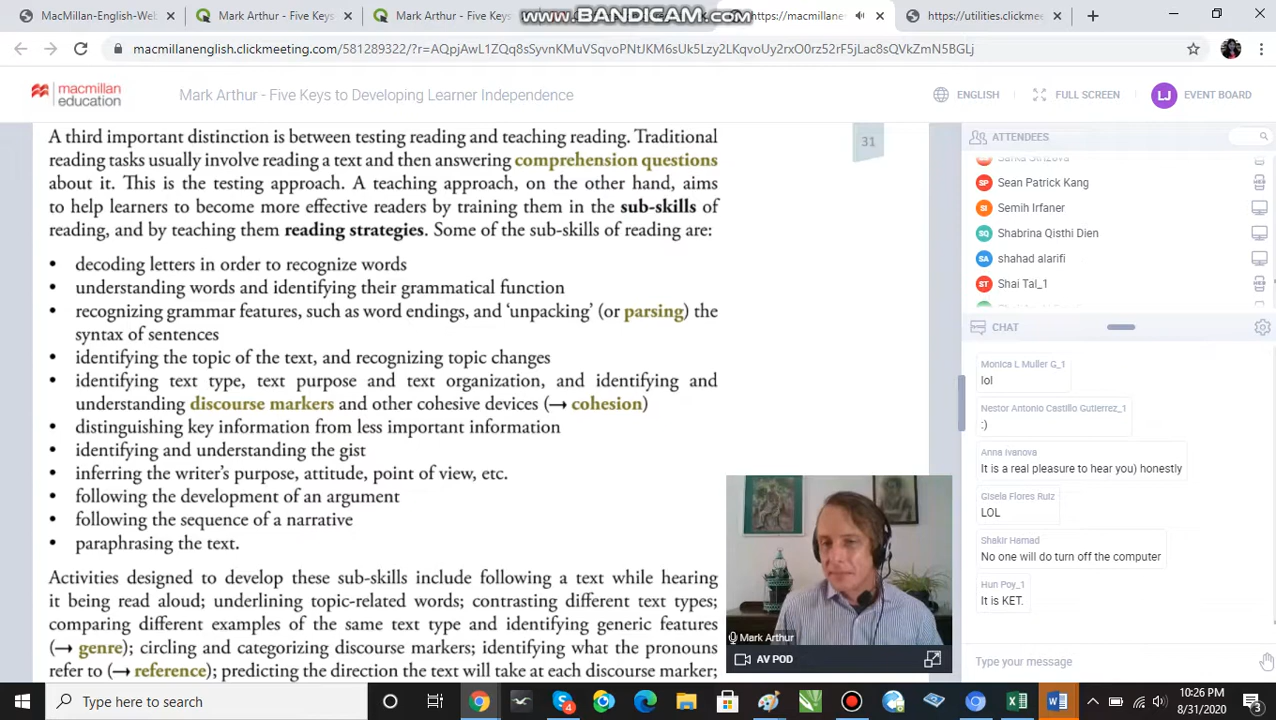 MacMillan-English-Web
Mark Arthur - Five Keys
Mark Arthur - Five Keys
https://macmillane
https://utilities.clickmee
www.BANDICAM.com
macmillanenglish.clickmeeting.com/581289322/?r=AQpjAwL1ZQq8sSyvnKMuVSqvoPNtJKM6sUk5Lzy2LKqvoUy2rxO0rz52rF5jLac8sQVkZmN5BGLj
macmillan
education
Mark Arthur - Five Keys to Developing Learner Independence
ENGLISH
FULL SCREEN
LJ
EVENT BOARD
A third important distinction is between testing reading and teaching reading. Traditional
reading tasks usually involve reading a text and then answering comprehension questions
about it. This is the testing approach. A teaching approach, on the other hand, aims
to help learners to become more effective readers by training them in the sub-skills of
reading, and by teaching them reading strategies. Some of the sub-skills of reading are:
• decoding letters in order to recognize words
• understanding words and identifying their grammatical function
• recognizing grammar features, such as word endings, and ‘unpacking’ (or parsing) the
syntax of sentences
• identifying the topic of the text, and recognizing topic changes
• identifying text type, text purpose and text organization, and identifying and
understanding discourse markers and other cohesive devices (→ cohesion)
• distinguishing key information from less important information
• identifying and understanding the gist
• inferring the writer’s purpose, attitude, point of view, etc.
• following the development of an argument
• following the sequence of a narrative
• paraphrasing the text.
Activities designed to develop these sub-skills include following a text while hearing
it being read aloud; underlining topic-related words; contrasting different text types;
comparing different examples of the same text type and identifying generic features
(→ genre); circling and categorizing discourse markers; identifying what the pronouns
refer to (→ reference); predicting the direction the text will take at each discourse marker;
31
Mark Arthur
AV POD
ATTENDEES
Sarka Strizova
SP Sean Patrick Kang
SI Semih Irfaner
SQ Shabrina Qisthi Dien
SA shahad alarifi
ST Shai Tal_1
CHAT
Monica L Muller G_1
lol
Nestor Antonio Castillo Gutierrez_1
:)
Anna Ivanova
It is a real pleasure to hear you) honestly
Gisela Flores Ruiz
LOL
Shakir Hamad
No one will do turn off the computer
Hun Poy_1
It is KET.
Type your message
Type here to search
4
10:26 PM
8/31/2020
3